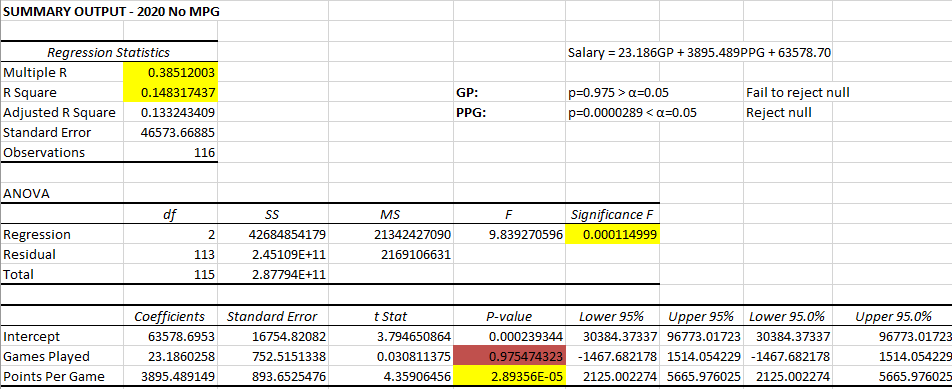 SUMMARY OUTPUT - 2020 No MPG
Regression Statistics Salary = 23.186GP + 3895.489PPG + 63578.70
Multiple R 0.38512003
R Square 0.148317437 GP: p=0.975 > α=0.05 Fail to reject null
Adjusted R Square 0.133243409 PPG: p=0.0000289 < α=0.05 Reject null
Standard Error 46573.66885
Observations 116
ANOVA
df SS MS F Significance F
Regression 2 42684854179 21342427090 9.839270596 0.000114999
Residual 113 2.45109E+11 2169106631
Total 115 2.87794E+11
Coefficients Standard Error t Stat P-value Lower 95% Upper 95% Lower 95.0% Upper 95.0%
Intercept 63578.6953 16754.82082 3.794650864 0.000239344 30384.37337 96773.01723 30384.37337 96773.01723
Games Played 23.1860258 752.5151338 0.030811375 0.975474323 -1467.682178 1514.054229 -1467.682178 1514.054229
Points Per Game 3895.489149 893.6525476 4.35906456 2.89356E-05 2125.002274 5665.976025 2125.002274 5665.976025